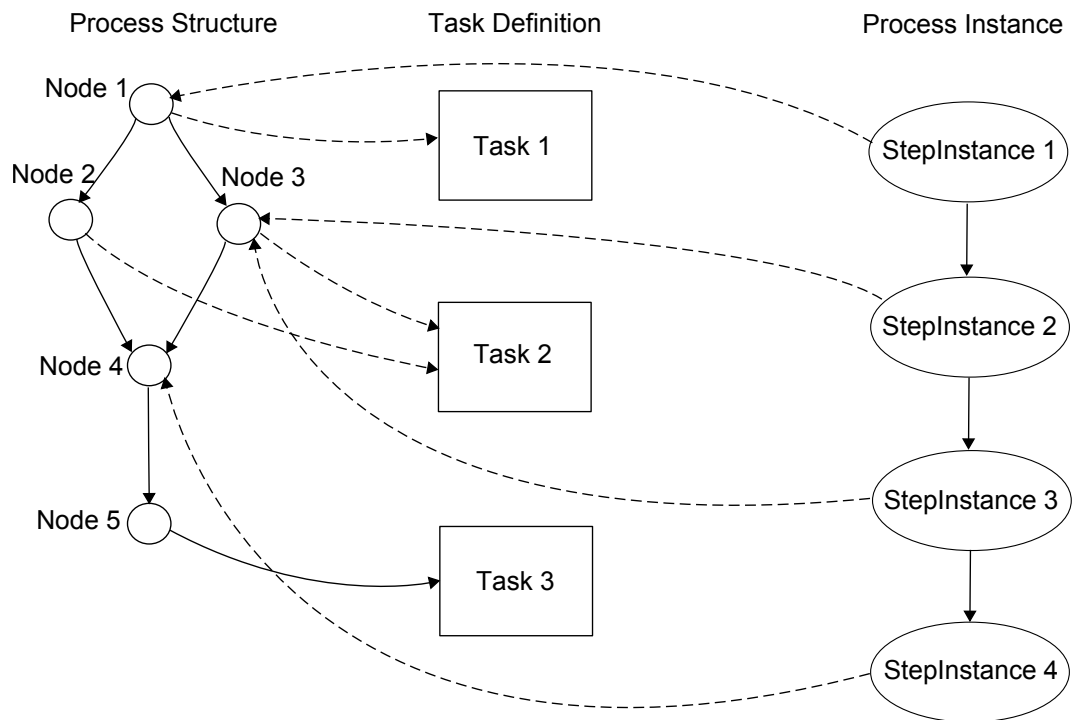 Process Structure
Task Definition
Process Instance
Node 1
Task 1
StepInstance 1
Node 2
Node 3
StepInstance 2
Task 2
Node 4
StepInstance 3
Node 5
Task 3
StepInstance 4